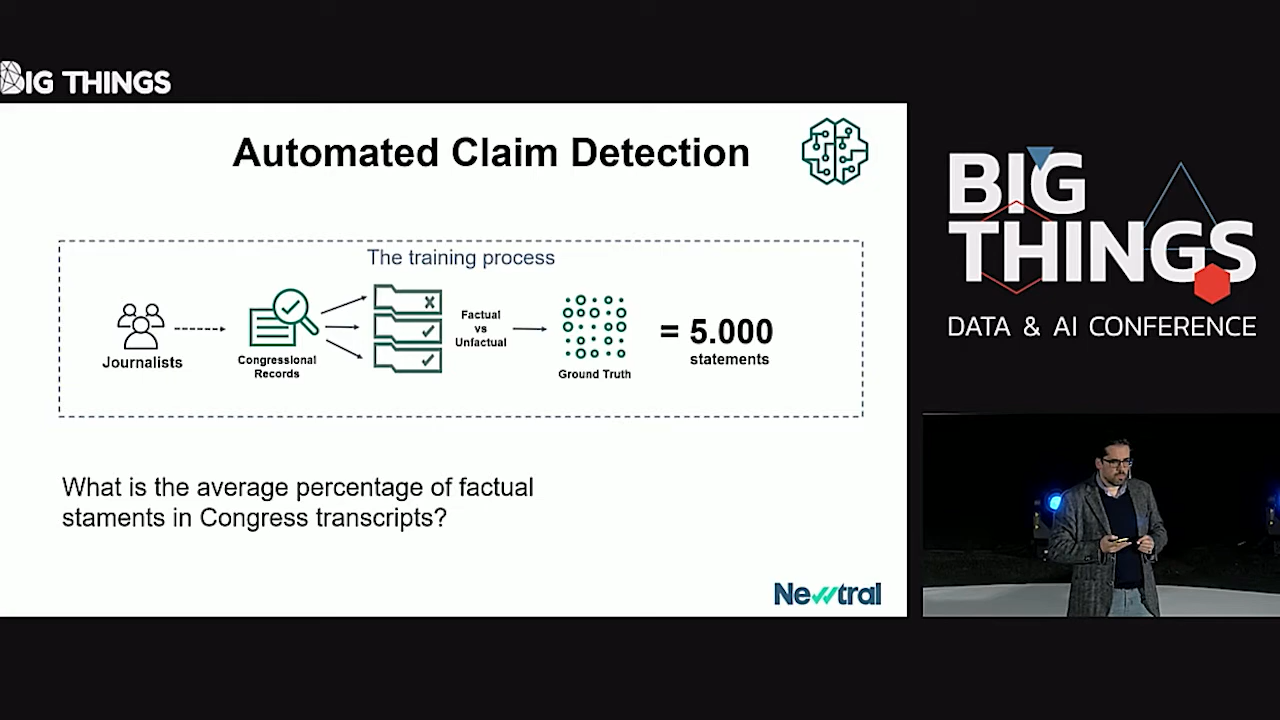 BIG THINGS
Automated Claim Detection
The training process
Journalists
Congressional
Records
Factual
vs
Unfactual
Ground Truth
= 5.000
statements
What is the average percentage of factual
staments in Congress transcripts?
Newtral
BIG
THINGS
DATA & AI CONFERENCE